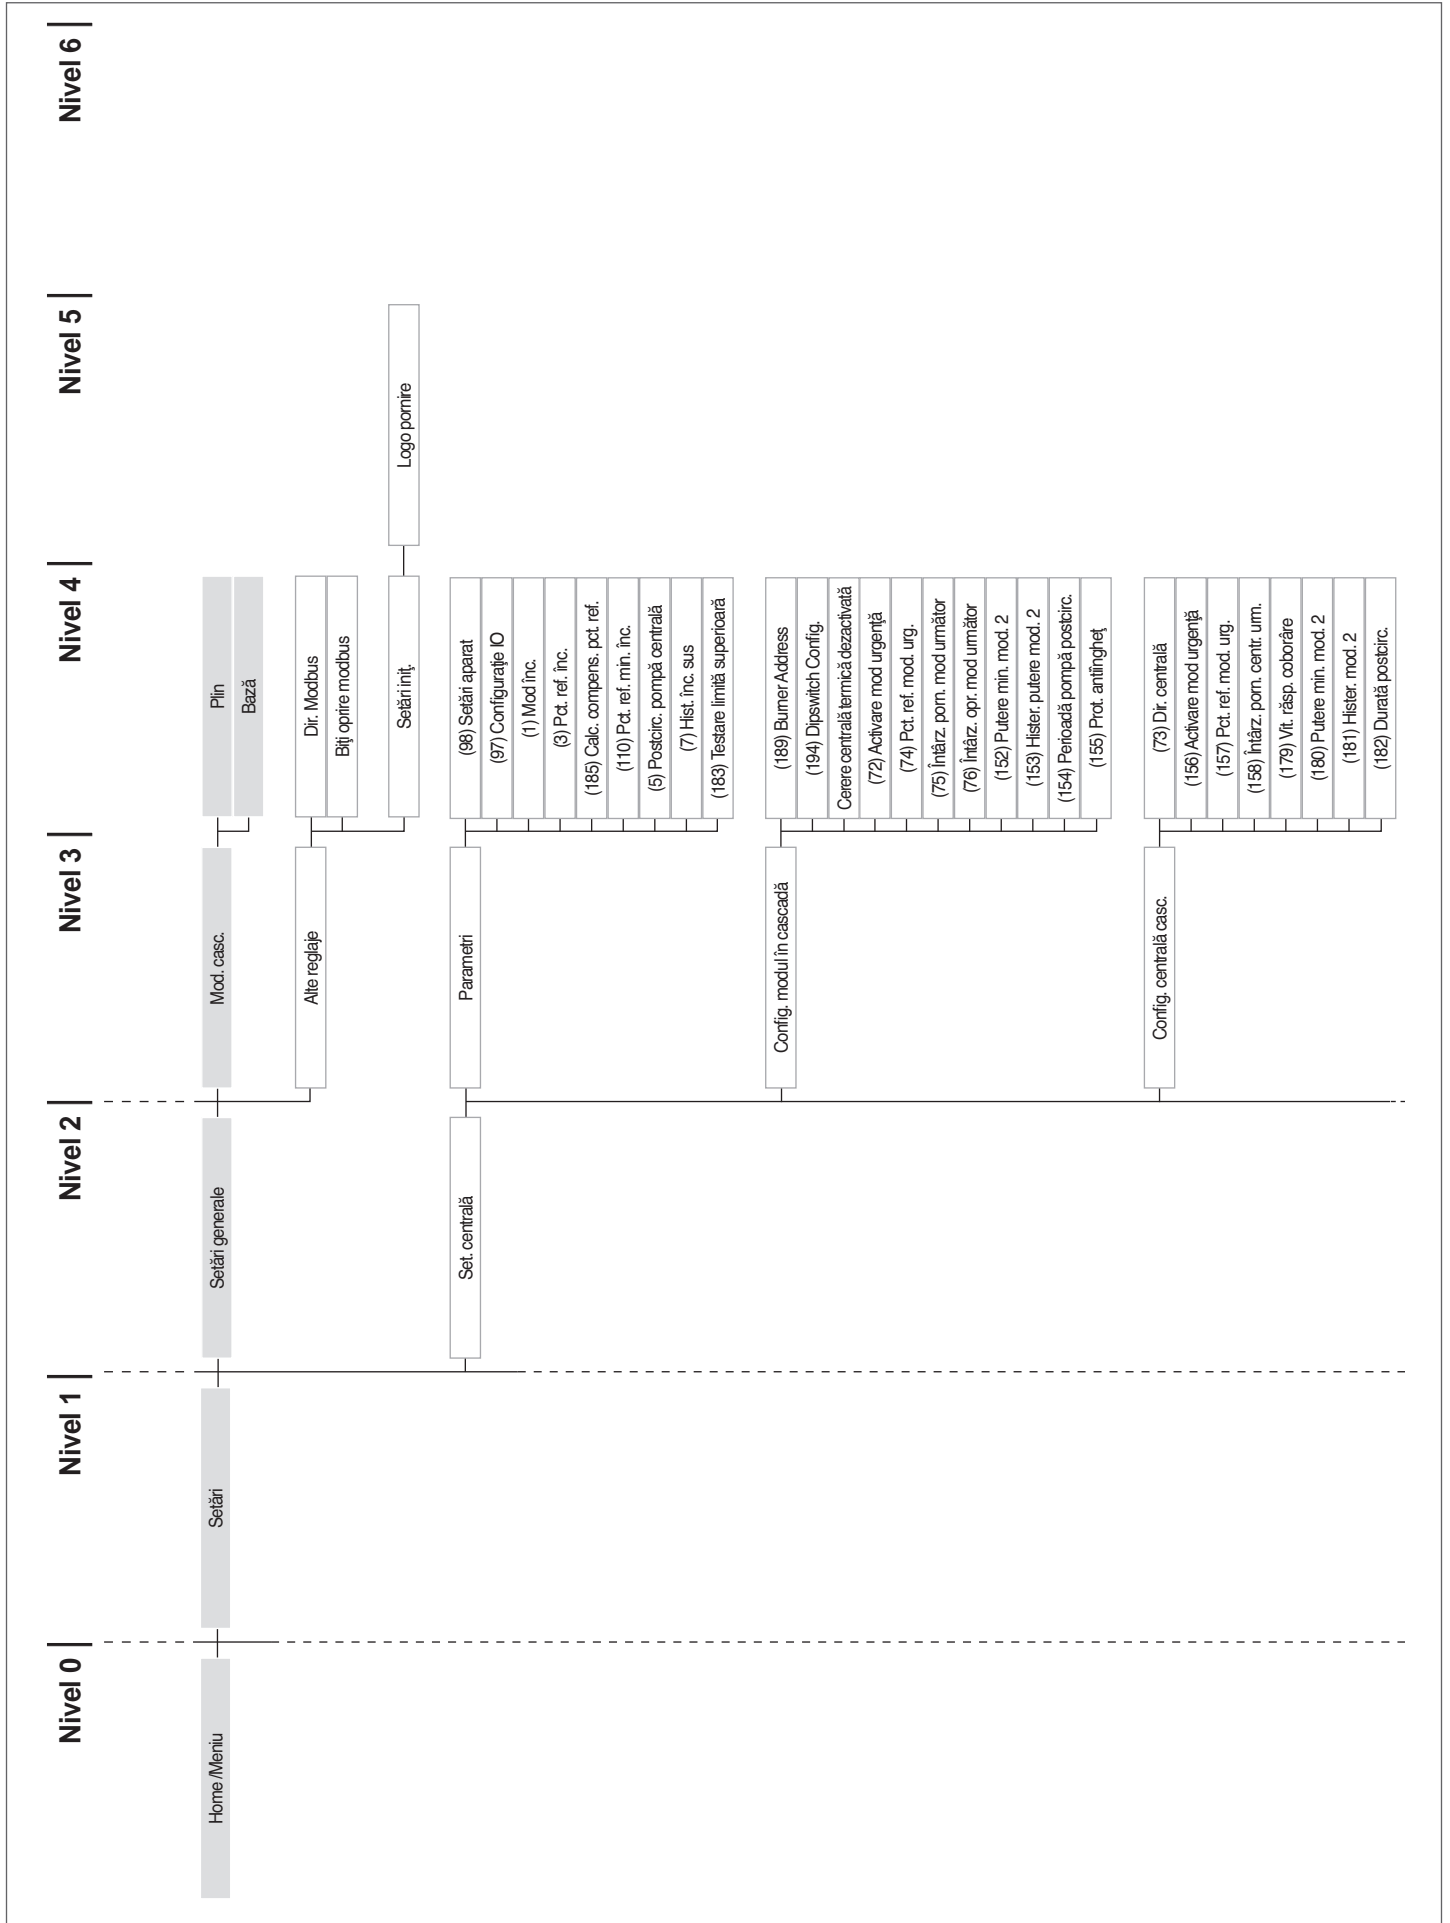 Nivel 0
Nivel 1
Nivel 2
Nivel 3
Nivel 4
Nivel 5
Nivel 6
Home /Meniu
Setări
Setări generale
Mod. casc.
Plin
Bază
Alte reglaje
Dir. Modbus
Biţi oprire modbus
Setări iniţ.
Logo pornire
Set. centrală
Parametri
(98) Setări aparat
(97) Configuraţie IO
(1) Mod înc.
(3) Pct. ref. înc.
(185) Calc. compens. pct. ref.
(110) Pct. ref. min. înc.
(5) Postcirc. pompă centrală
(7) Hist. înc. sus
(183) Testare limită superioară
Config. modul în cascadă
(189) Burner Address
(194) Dipswitch Config.
Cerere centrală termică dezactivată
(72) Activare mod urgenţă
(74) Pct. ref. mod. urg.
(75) Întârz. porn. mod următor
(76) Întârz. opr. mod următor
(152) Putere min. mod. 2
(153) Hister. putere mod. 2
(154) Perioadă pompă postcirc.
(155) Prot. antîngheţ
Config. centrală casc.
(73) Dir. centrală
(156) Activare mod urgenţă
(157) Pct. ref. mod. urg.
(158) Întârz. porn. centr. urm.
(179) Vit. răsp. coborâre
(180) Putere min. mod. 2
(181) Hister. mod. 2
(182) Durată postcirc.